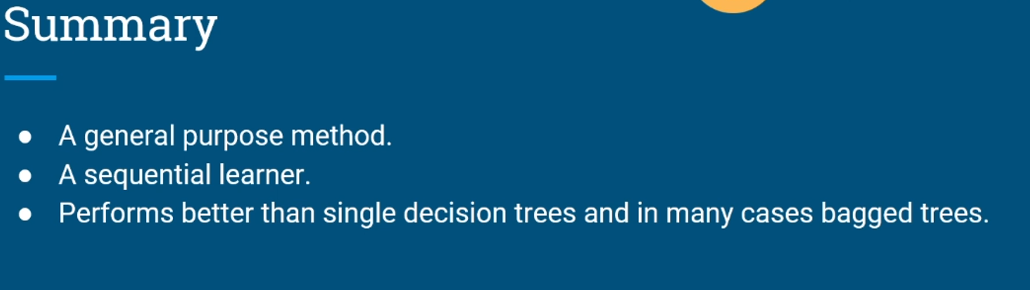 Summary
● A general purpose method.
● A sequential learner.
● Performs better than single decision trees and in many cases bagged trees.